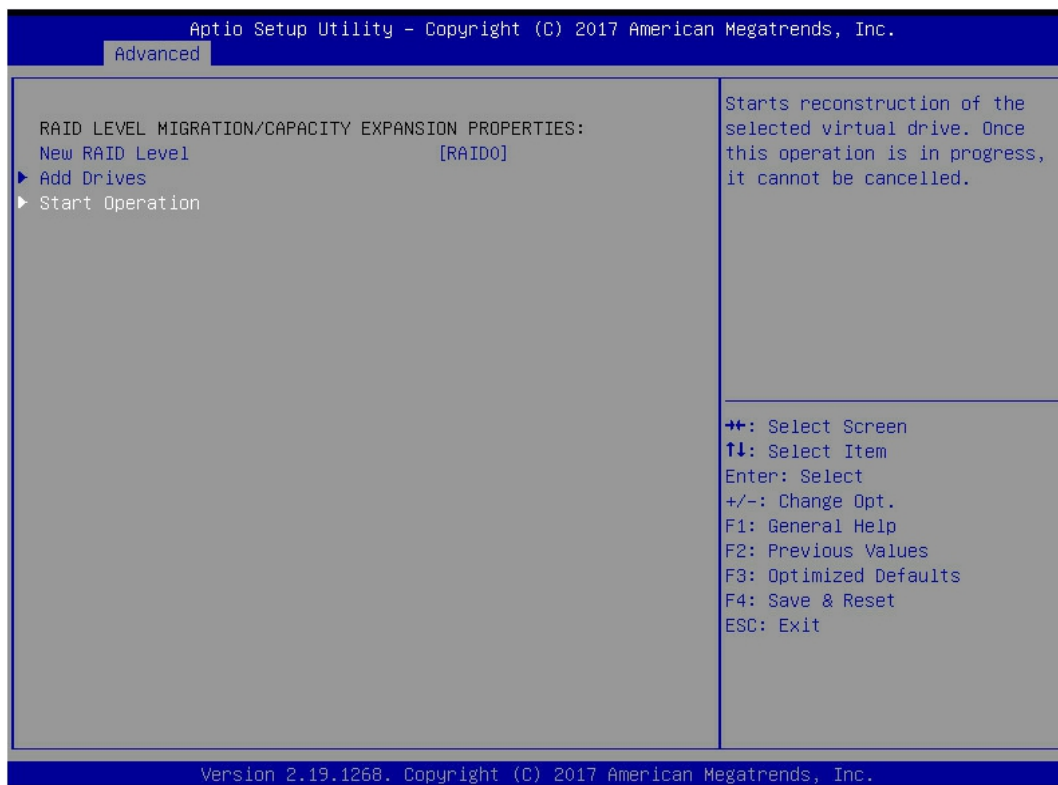 Aptio Setup Utility – Copyright (C) 2017 American Megatrends, Inc.
Advanced
RAID LEVEL MIGRATION/CAPACITY EXPANSION PROPERTIES:
New RAID Level [RAID0]
▶ Add Drives
▶ Start Operation
Starts reconstruction of the
selected virtual drive. Once
this operation is in progress,
it cannot be cancelled.
→←: Select Screen
↑↓: Select Item
Enter: Select
+/-: Change Opt.
F1: General Help
F2: Previous Values
F3: Optimized Defaults
F4: Save & Reset
ESC: Exit
Version 2.19.1268. Copyright (C) 2017 American Megatrends, Inc.